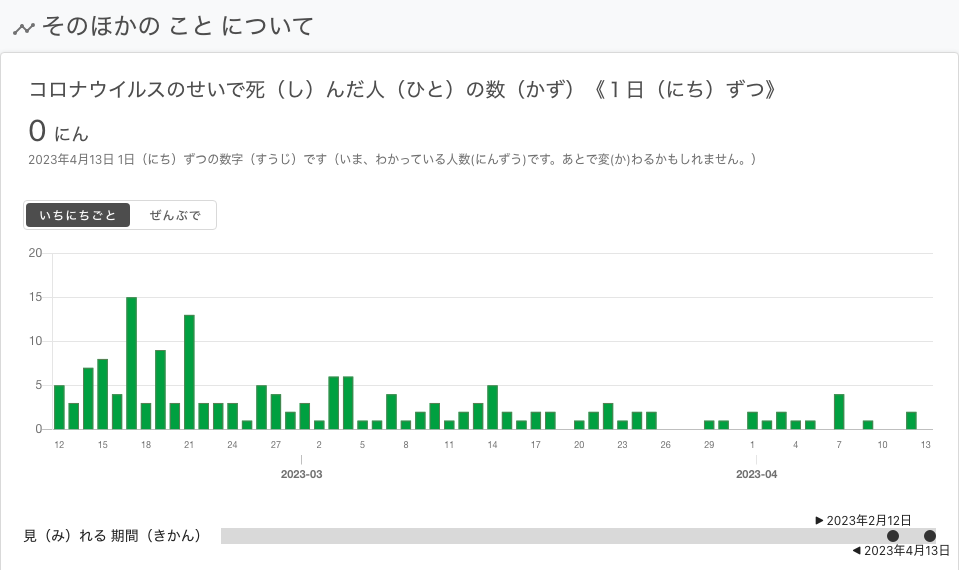 そのほかの こと について
コロナウイルスのせいで死（し）んだ人（ひと）の数（かず）《１日（にち）ずつ》
0 にん
2023年4月13日 1日（にち）ずつの数字（すうじ）です（いま、わかっている人数(にんずう)です。あとで変(か)わるかもしれません。）
いちにちごと ぜんぶで
20
15
10
5
0
12 15 18 21 24 27 2 5 8 11 14 17 20 23 26 29 1 4 7 10 13
2023-03 2023-04
▶ 2023年2月12日
見（み）れる 期間（きかん）
◀ 2023年4月13日